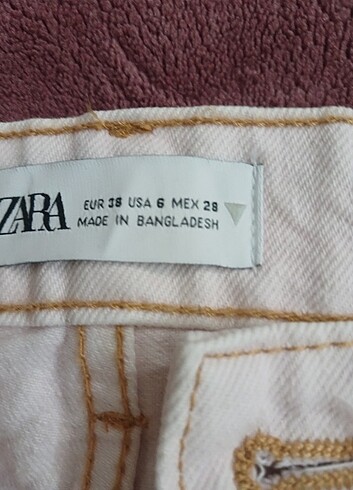 ZARA
EUR 38 USA 6 MEX 28
MADE IN BANGLADESH